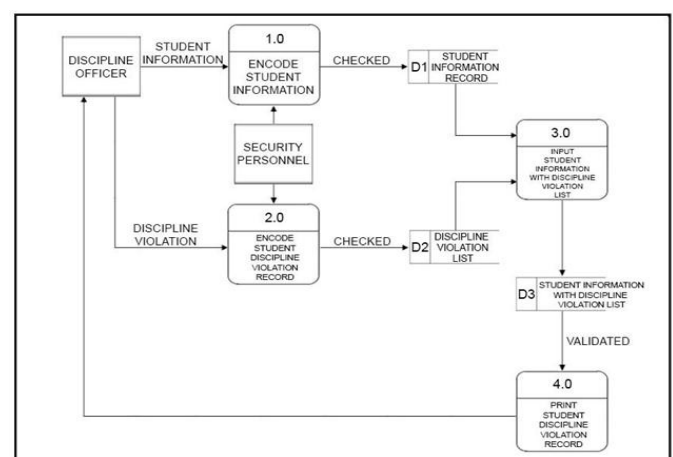 DISCIPLINE
OFFICER
STUDENT
INFORMATION
1.0
ENCODE
STUDENT
INFORMATION
CHECKED
D1
STUDENT
INFORMATION
RECORD
SECURITY
PERSONNEL
3.0
INPUT
STUDENT
INFORMATION
WITH DISCIPLINE
VIOLATION
LIST
DISCIPLINE
VIOLATION
2.0
ENCODE
STUDENT
DISCIPLINE
VIOLATION
RECORD
CHECKED
D2
DISCIPLINE
VIOLATION
LIST
D3
STUDENT INFORMATION
WITH DISCIPLINE
VIOLATION LIST
VALIDATED
4.0
PRINT
STUDENT
DISCIPLINE
VIOLATION
RECORD